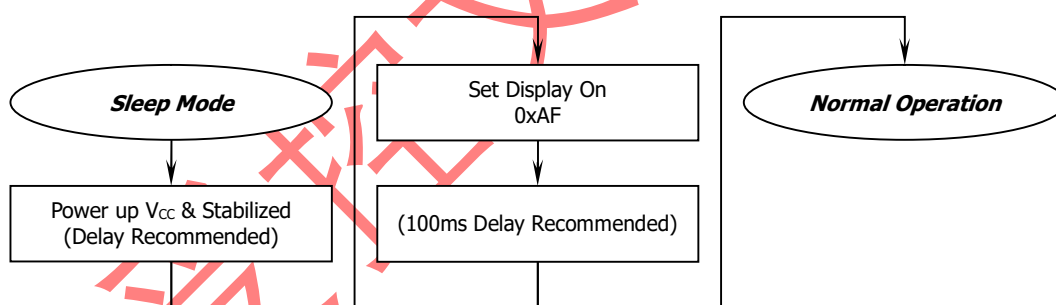 Sleep Mode
Power up VCC & Stabilized
(Delay Recommended)
Set Display On
0xAF
(100ms Delay Recommended)
Normal Operation